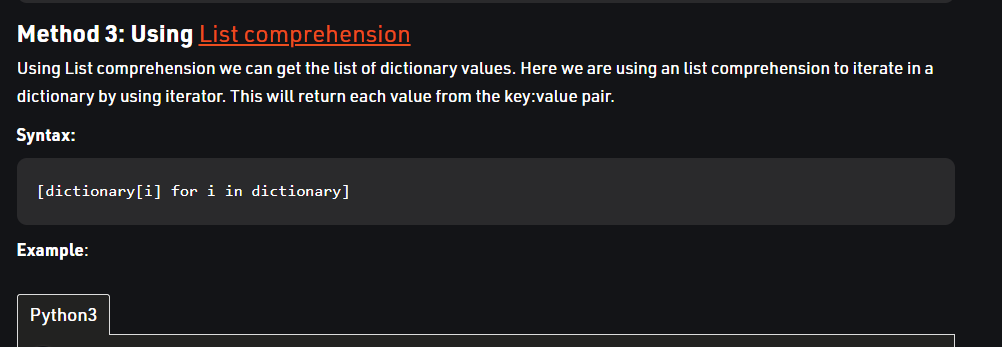 Method 3: Using List comprehension
Using List comprehension we can get the list of dictionary values. Here we are using an list comprehension to iterate in a
dictionary by using iterator. This will return each value from the key:value pair.
Syntax:
[dictionary[i] for i in dictionary]
Example:
Python3